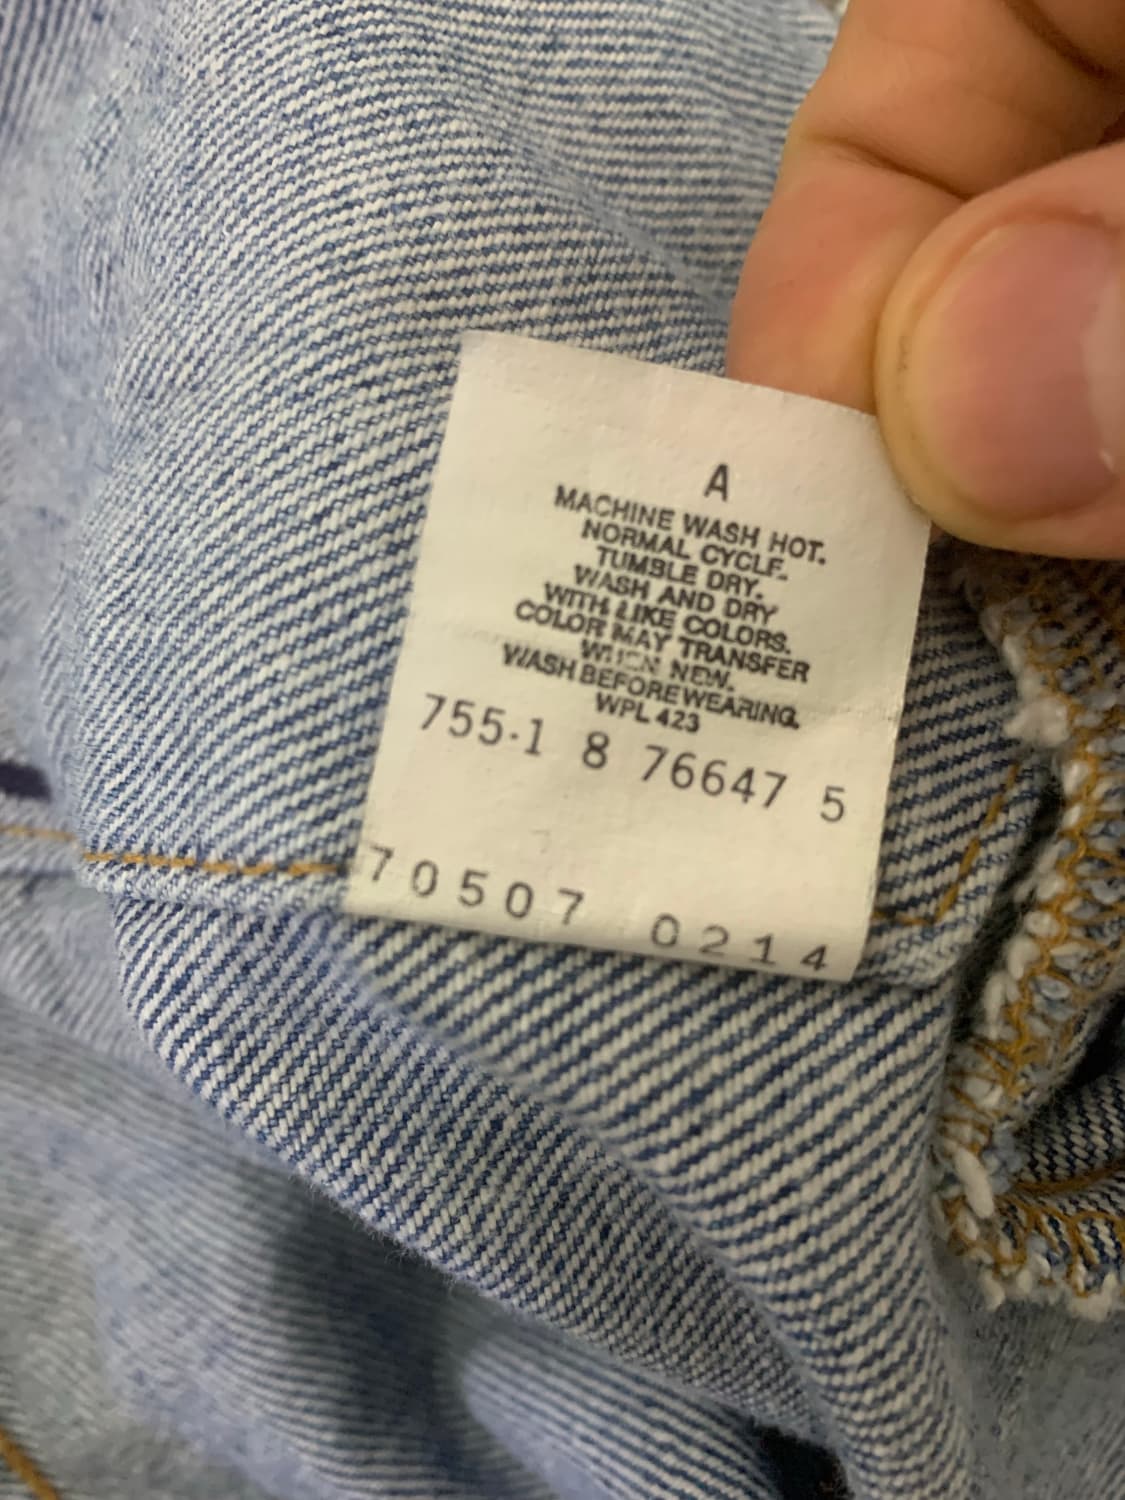 A
MACHINE WASH HOT.
NORMAL CYCLE.
TUMBLE DRY.
WASH AND DRY
WITH LIKE COLORS.
COLOR MAY TRANSFER
WHEN NEW.
WASH BEFORE WEARING.
WPL 423
755-1 8 76647 5
70507 0214